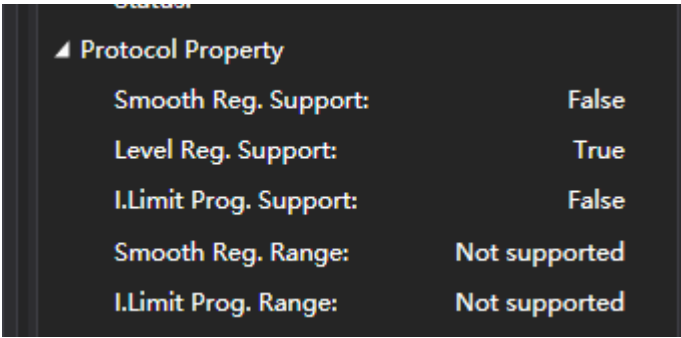 Protocol Property
Smooth Reg. Support: False
Level Reg. Support: True
I.Limit Prog. Support: False
Smooth Reg. Range: Not supported
I.Limit Prog. Range: Not supported